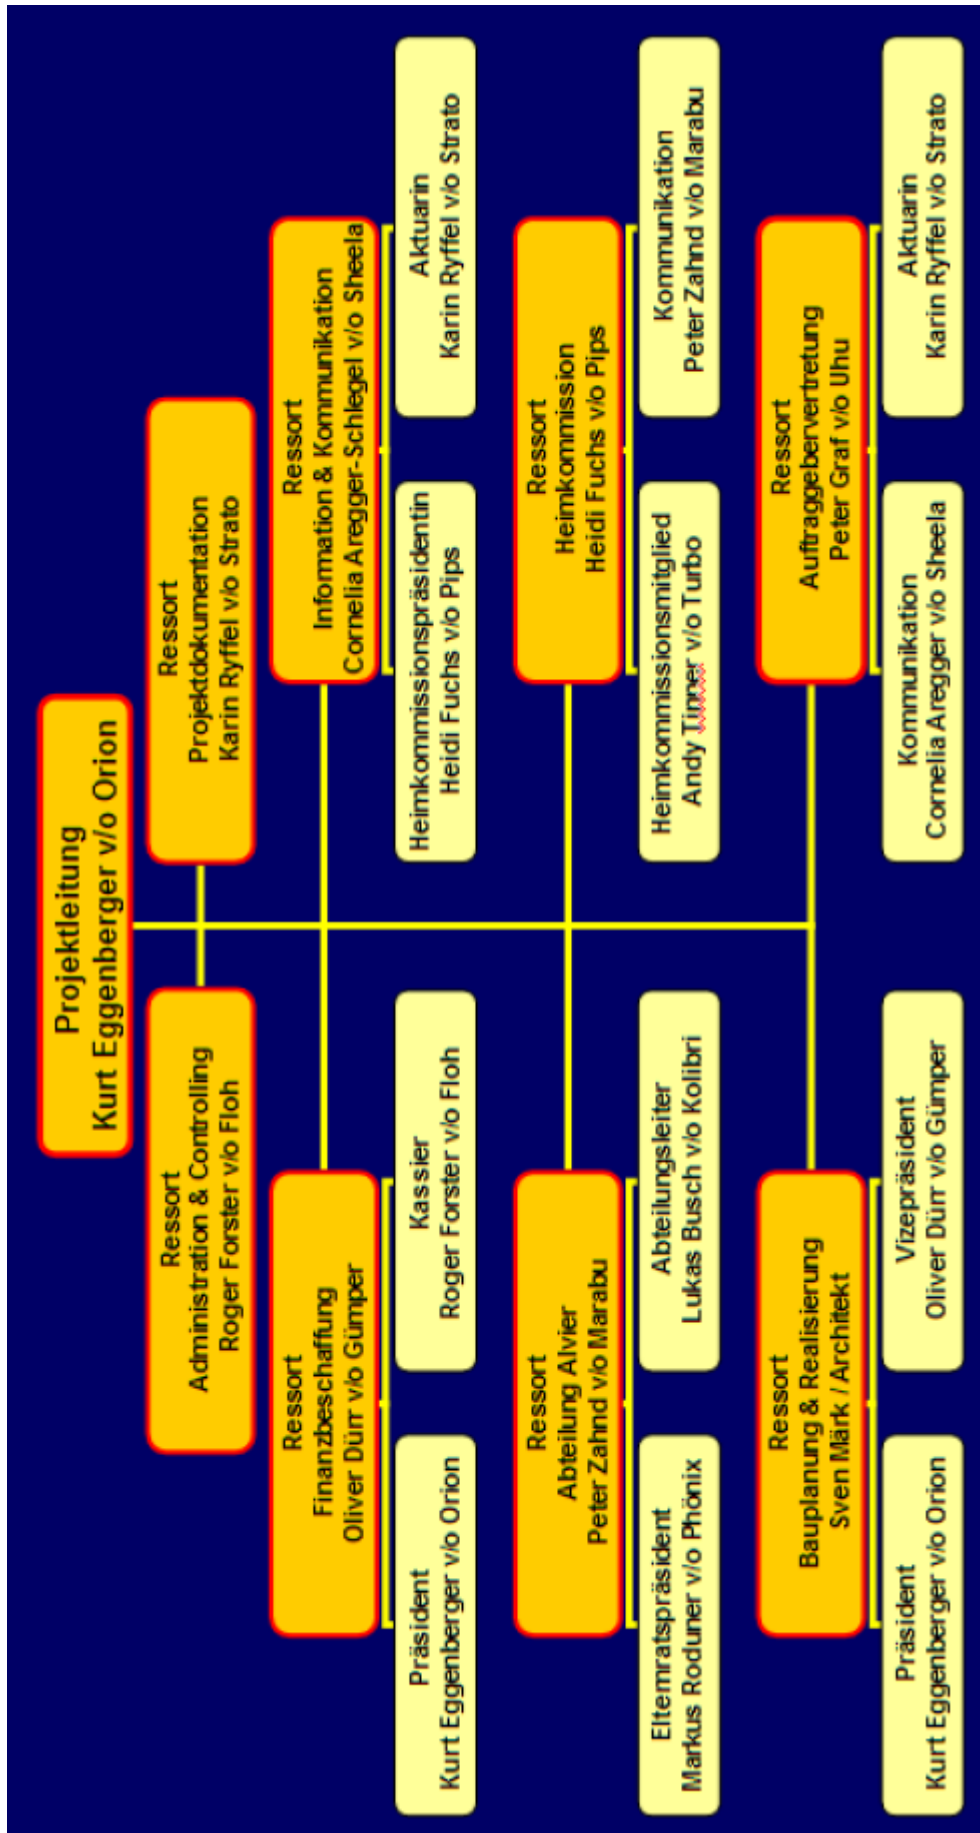 Projektleitung
Kurt Eggenberger v/o Orion
Ressort
Administration & Controlling
Roger Forster v/o Floh
Ressort
Projektdokumentation
Karin Ryffel v/o Strato
Ressort
Finanzbeschaffung
Oliver Dürr v/o Gümper
Ressort
Information & Kommunikation
Cornelia Aregger-Schlegel v/o Sheela
Präsident
Kurt Eggenberger v/o Orion
Kassier
Roger Forster v/o Floh
Heimkommissionspräsidentin
Heidi Fuchs v/o Pips
Aktuarin
Karin Ryffel v/o Strato
Ressort
Abteilung Alvier
Peter Zahnd v/o Marabu
Ressort
Heimkommission
Heidi Fuchs v/o Pips
Elternratspräsident
Markus Roduner v/o Phönix
Abteilungsleiter
Lukas Busch v/o Kolibri
Heimkommissionsmitglied
Andy Tinner v/o Turbo
Kommunikation
Peter Zahnd v/o Marabu
Ressort
Bauplanung & Realisierung
Sven Märk / Architekt
Ressort
Auftraggebervertretung
Peter Graf v/o Uhu
Präsident
Kurt Eggenberger v/o Orion
Vizepräsident
Oliver Dürr v/o Gümper
Kommunikation
Cornelia Aregger v/o Sheela
Aktuarin
Karin Ryffel v/o Strato